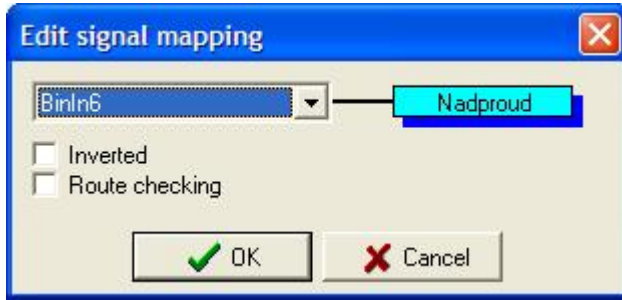 Edit signal mapping
BinIn6
Nadproud
Inverted
Route checking
OK
Cancel